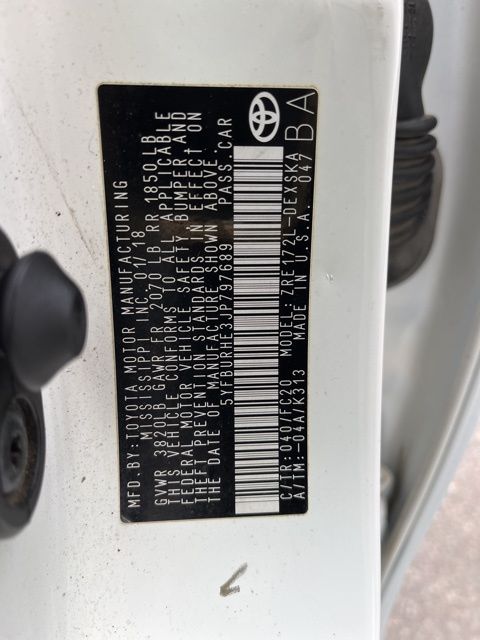 MFD.BY:TOYOTA MOTOR MANUFACTURING
MISSISSIPPI INC. 01/18
GVWR 3820LB GAWR FR 2070 LB RR 1850LB
THIS VEHICLE CONFORMS TO ALL APPLICABLE
FEDERAL MOTOR VEHICLE SAFETY, BUMPER AND
THEFT PREVENTION STANDARDS IN EFFECT ON
THE DATE OF MANUFACTURE SHOWN ABOVE.
5YFBURHE3JP797689 PASS.CAR
C/TR:040/FC20 MODEL:ZRE172L-DEXSKA
A/TM:-04A/K313 MADE IN U.S.A. 047
BA